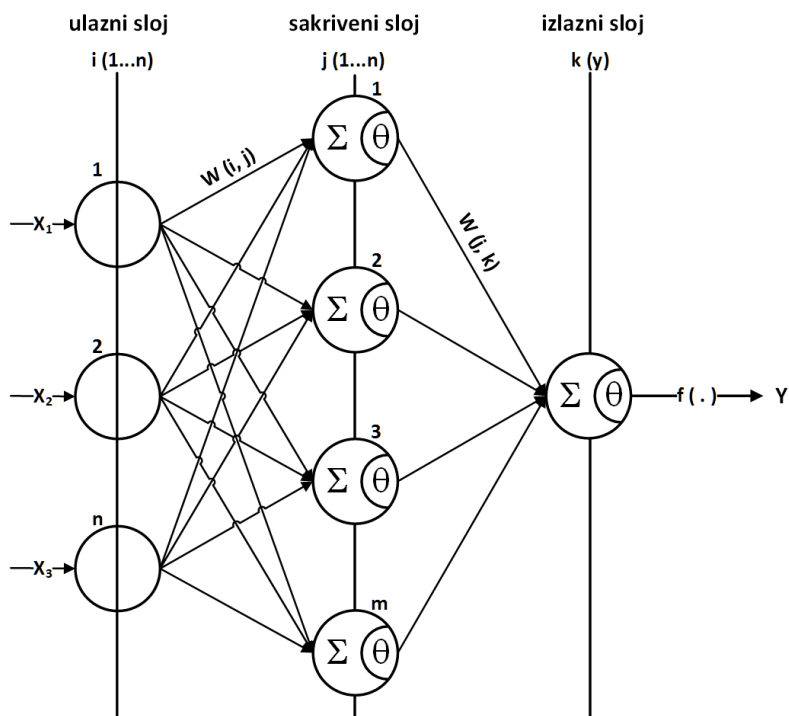 ulazni sloj
sakriveni sloj
izlazni sloj
i (1...n)
j (1...n)
k (y)
1
2
n
X₁
X₂
X₃
W (i, j)
1
Σ θ
2
Σ θ
3
Σ θ
m
Σ θ
W (j, k)
Σ θ
f ( . )
Y